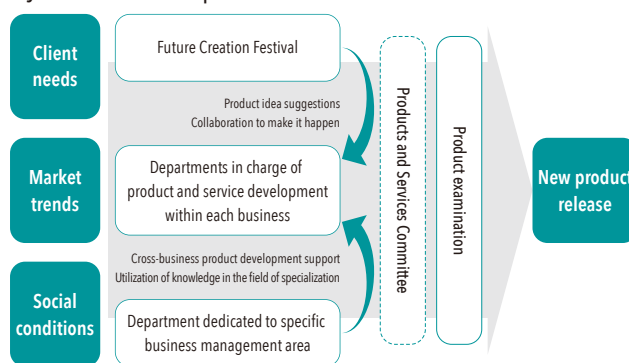 Client
needs
Future Creation Festival
Product idea suggestions
Collaboration to make it happen
Market
trends
Departments in charge of
product and service development
within each business
Cross-business product development support
Utilization of knowledge in the field of specialization
Social
conditions
Department dedicated to specific
business management area
Products and Services Committee
Product examination
New product
release